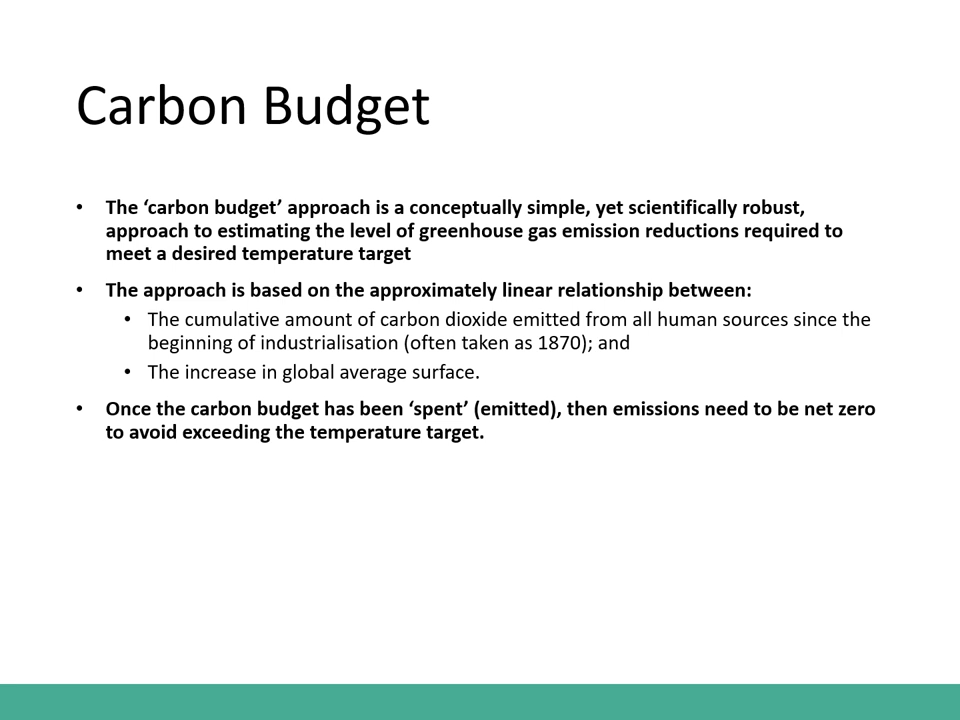 Carbon Budget
• The ‘carbon budget’ approach is a conceptually simple, yet scientifically robust,
approach to estimating the level of greenhouse gas emission reductions required to
meet a desired temperature target
• The approach is based on the approximately linear relationship between:
• The cumulative amount of carbon dioxide emitted from all human sources since the
beginning of industrialisation (often taken as 1870); and
• The increase in global average surface.
• Once the carbon budget has been ‘spent’ (emitted), then emissions need to be net zero
to avoid exceeding the temperature target.